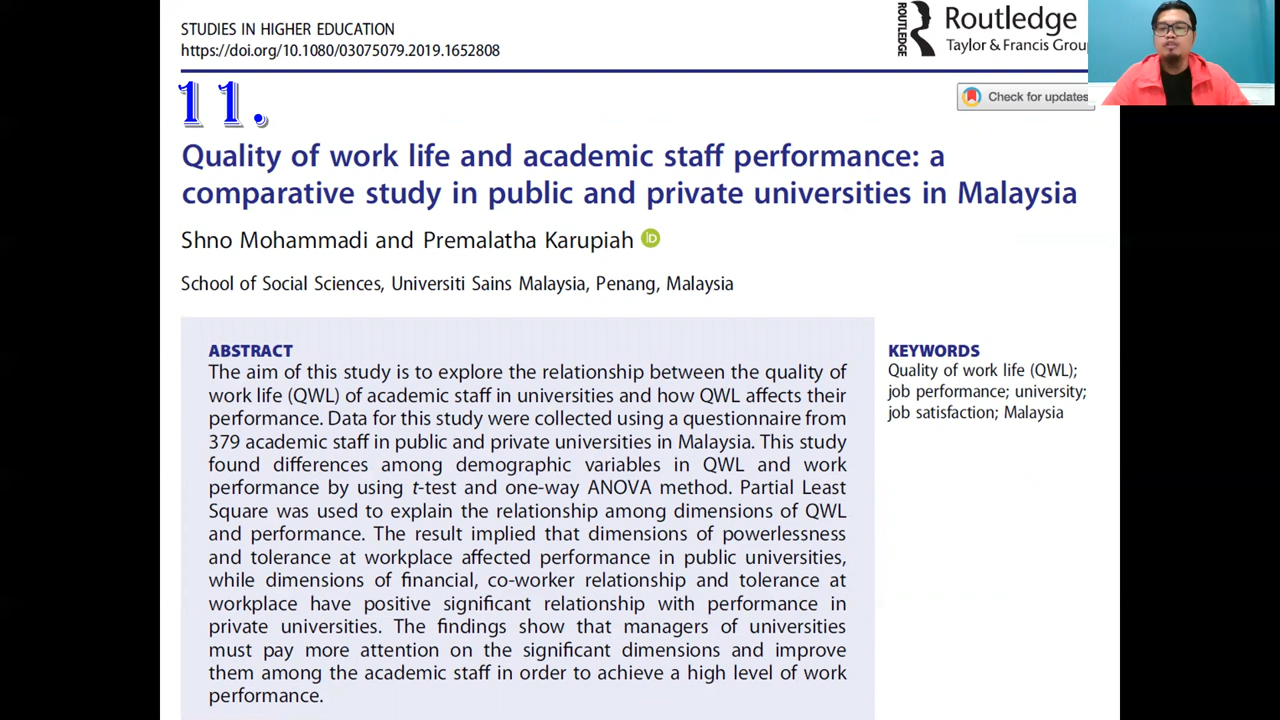 STUDIES IN HIGHER EDUCATION
https://doi.org/10.1080/03075079.2019.1652808
ROUTLEDGE
Routledge
Taylor & Francis Grou
11.
Check for updates
Quality of work life and academic staff performance: a
comparative study in public and private universities in Malaysia
Shno Mohammadi and Premalatha Karupiah iD
School of Social Sciences, Universiti Sains Malaysia, Penang, Malaysia
ABSTRACT
The aim of this study is to explore the relationship between the quality of
work life (QWL) of academic staff in universities and how QWL affects their
performance. Data for this study were collected using a questionnaire from
379 academic staff in public and private universities in Malaysia. This study
found differences among demographic variables in QWL and work
performance by using t-test and one-way ANOVA method. Partial Least
Square was used to explain the relationship among dimensions of QWL
and performance. The result implied that dimensions of powerlessness
and tolerance at workplace affected performance in public universities,
while dimensions of financial, co-worker relationship and tolerance at
workplace have positive significant relationship with performance in
private universities. The findings show that managers of universities
must pay more attention on the significant dimensions and improve
them among the academic staff in order to achieve a high level of work
performance.
KEYWORDS
Quality of work life (QWL);
job performance; university;
job satisfaction; Malaysia